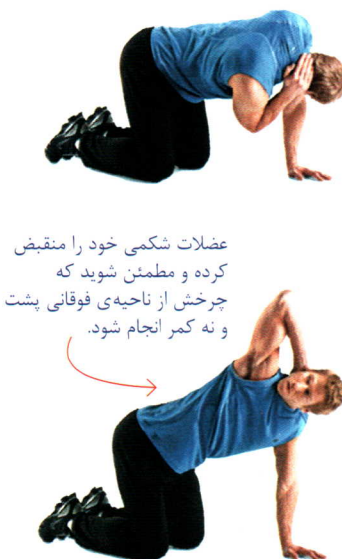 عضلات شکمی خود را منقبض
کرده و مطمئن شوید که
چرخش از ناحیه‌ی فوقانی پشت
و نه کمر انجام شود.